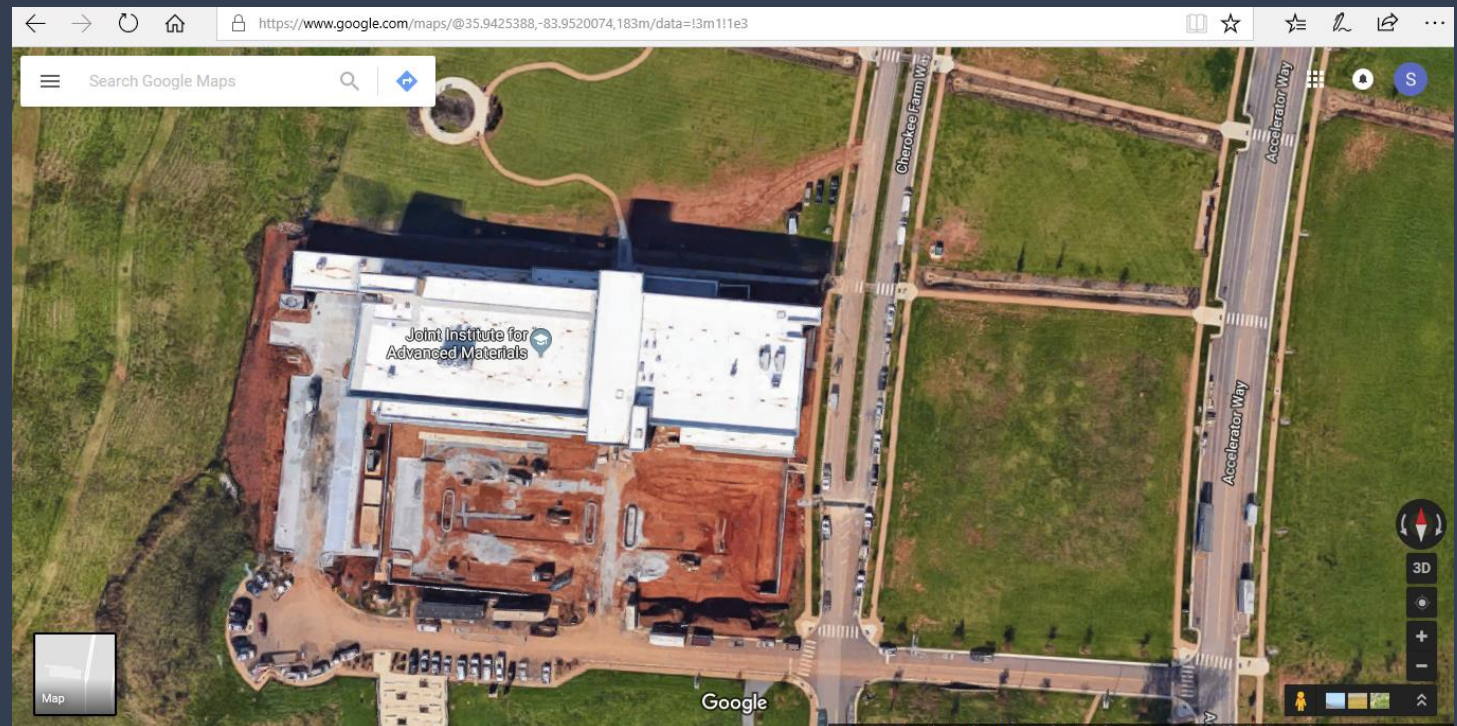 https://www.google.com/maps/@35.9425388,-83.9520074,183m/data=!3m1!1e3
Search Google Maps
S
Cherokee Farm Way
Accelerator Way
Joint Institute for
Advanced Materials
Accelerator Way
3D
Map
Google
A